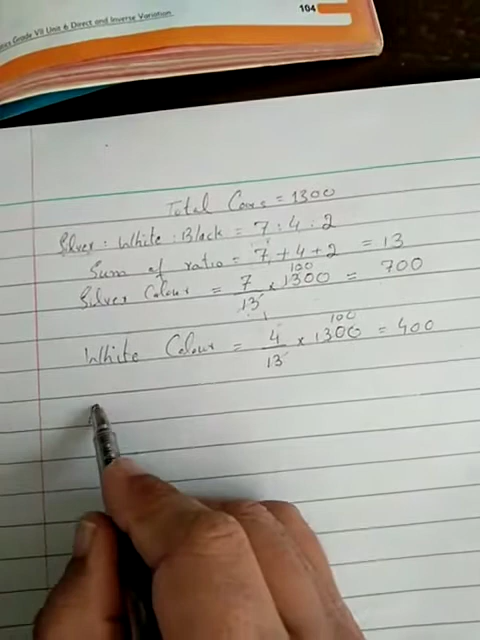 Grade VII Unit 6 Direct and Inverse Variation
104
Total Cars = 1300
Silver : White : Black = 7 : 4 : 2
Sum of ratio = 7 + 4 + 2 = 13
Silver Colour = 7/13 × 1300 100 = 700
White Colour = 4/13 × 1300 100 = 400